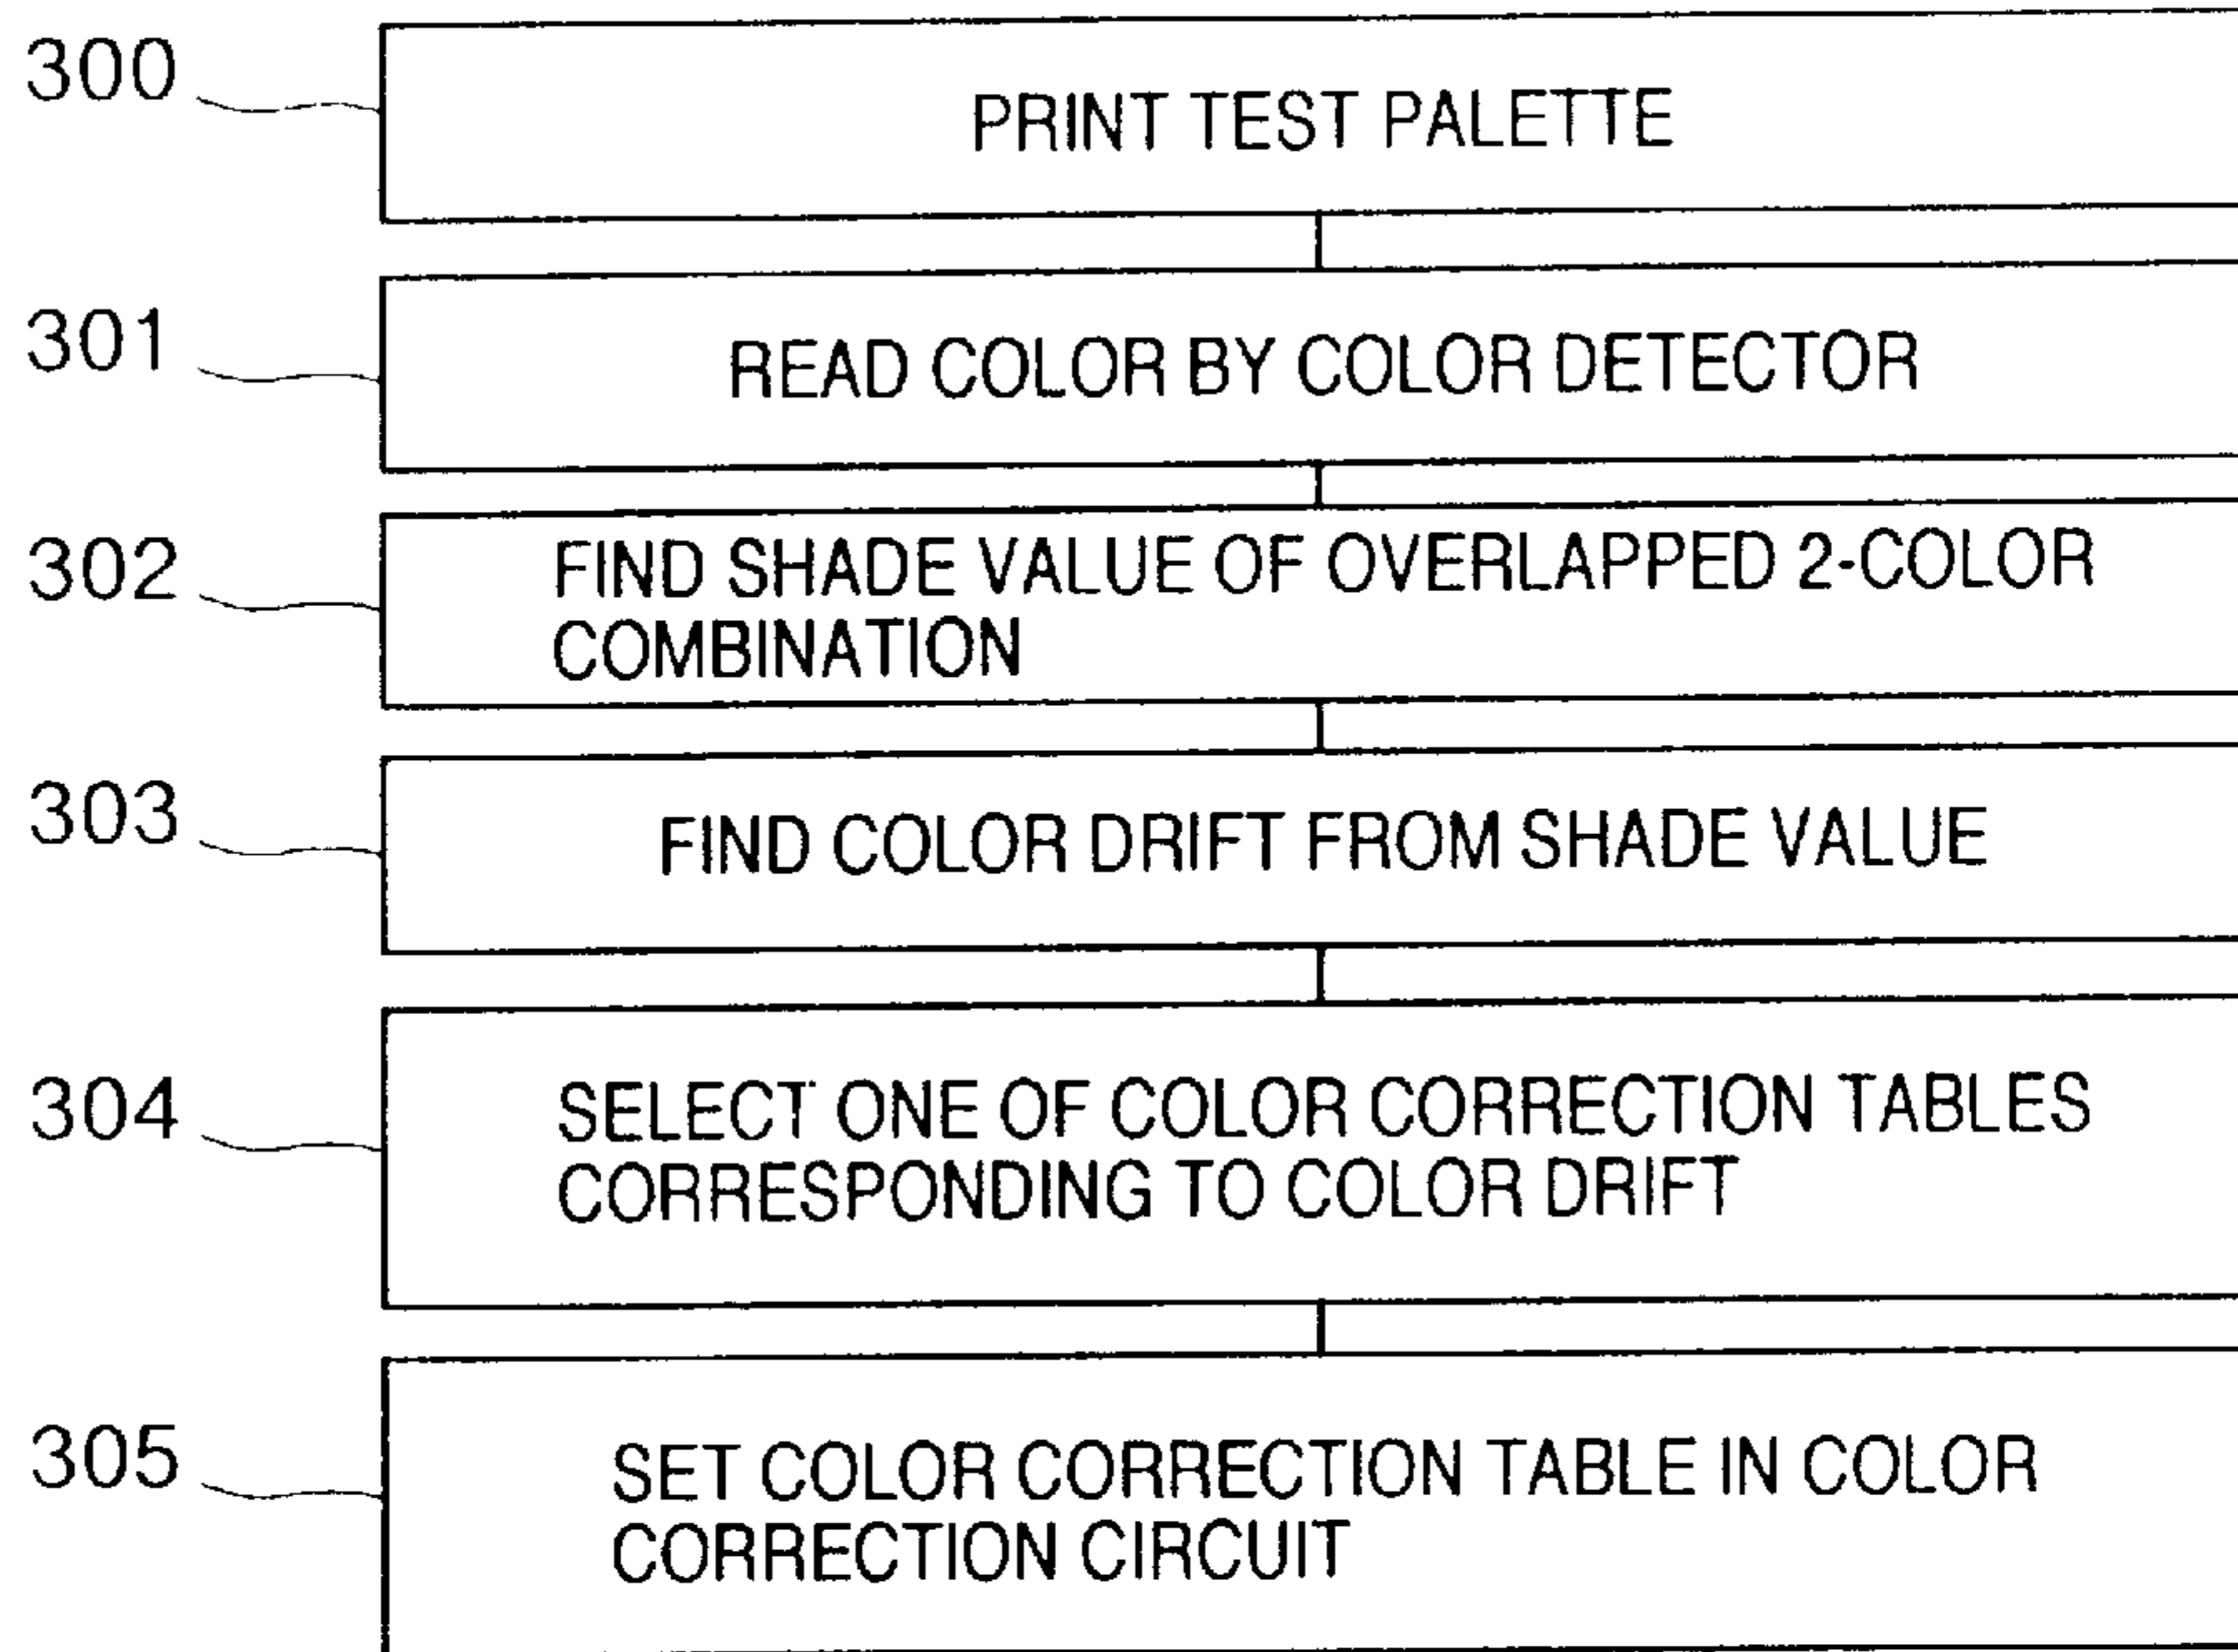 300
PRINT TEST PALETTE
301
READ COLOR BY COLOR DETECTOR
302
FIND SHADE VALUE OF OVERLAPPED 2-COLOR
COMBINATION
303
FIND COLOR DRIFT FROM SHADE VALUE
304
SELECT ONE OF COLOR CORRECTION TABLES
CORRESPONDING TO COLOR DRIFT
305
SET COLOR CORRECTION TABLE IN COLOR
CORRECTION CIRCUIT